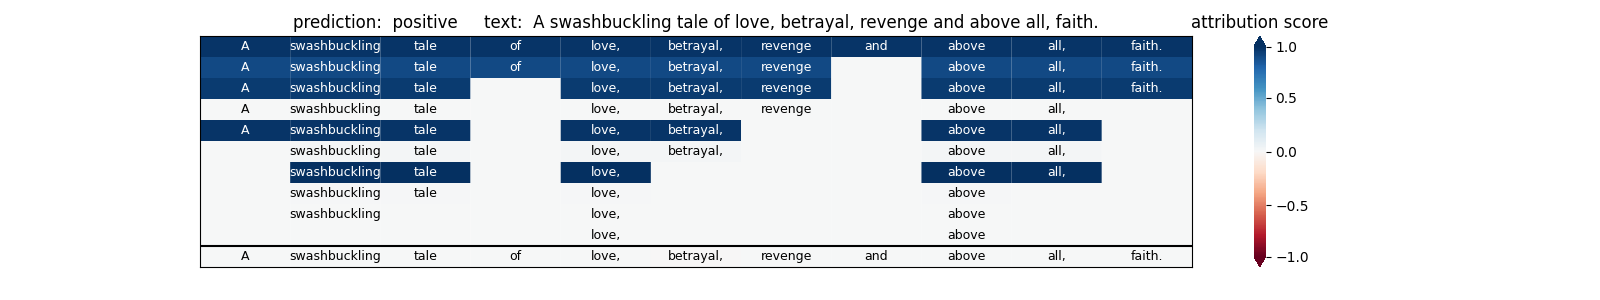 prediction: positive text: A swashbuckling tale of love, betrayal, revenge and above all, faith. attribution score
A swashbuckling tale of love, betrayal, revenge and above all, faith.
A swashbuckling tale of love, betrayal, revenge above all, faith.
A swashbuckling tale love, betrayal, revenge above all, faith.
A swashbuckling tale love, betrayal, revenge above all,
A swashbuckling tale love, betrayal, above all,
swashbuckling tale love, betrayal, above all,
swashbuckling tale love, above all,
swashbuckling tale love, above
swashbuckling love, above
love, above
A swashbuckling tale of love, betrayal, revenge and above all, faith.
1.0
0.5
0.0
−0.5
−1.0